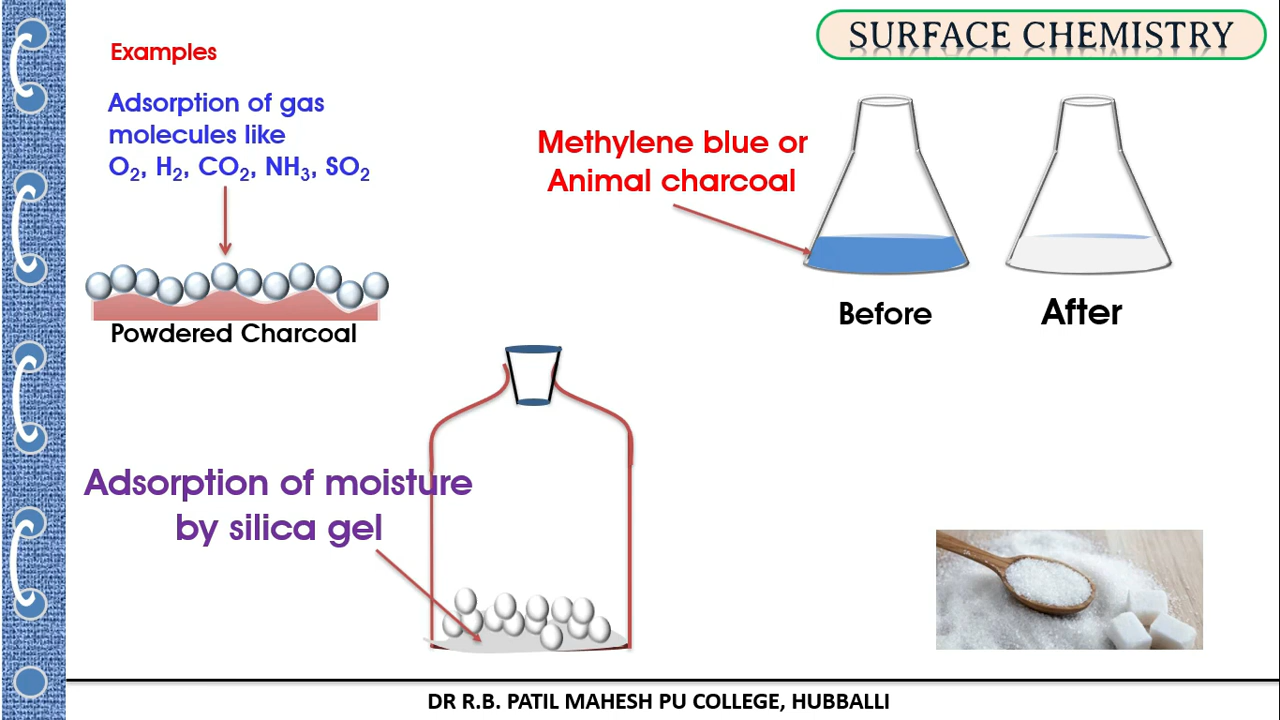 SURFACE CHEMISTRY
Examples
Adsorption of gas
molecules like
O₂, H₂, CO₂, NH₃, SO₂
Powdered Charcoal
Methylene blue or
Animal charcoal
Before
After
Adsorption of moisture
by silica gel
DR R.B. PATIL MAHESH PU COLLEGE, HUBBALLI